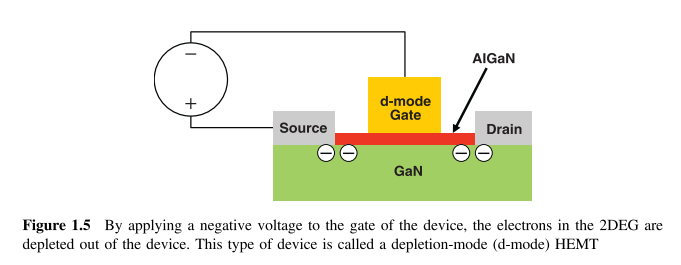 −
+
AlGaN
d-mode
Gate
Source
Drain
− − − −
GaN
Figure 1.5 By applying a negative voltage to the gate of the device, the electrons in the 2DEG are
depleted out of the device. This type of device is called a depletion-mode (d-mode) HEMT